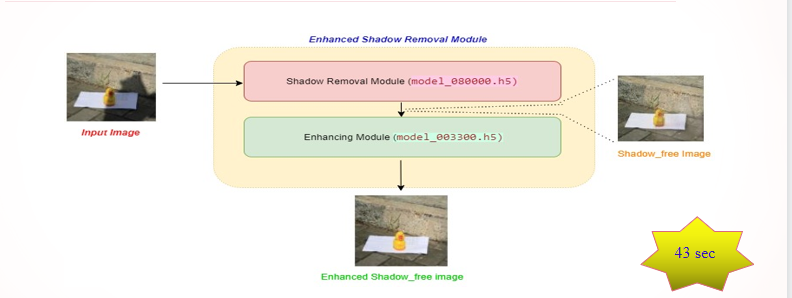 Enhanced Shadow Removal Module
Shadow Removal Module (model_080000.h5)
Input Image
Enhancing Module (model_003300.h5)
Shadow_free Image
Enhanced Shadow_free image
43 sec